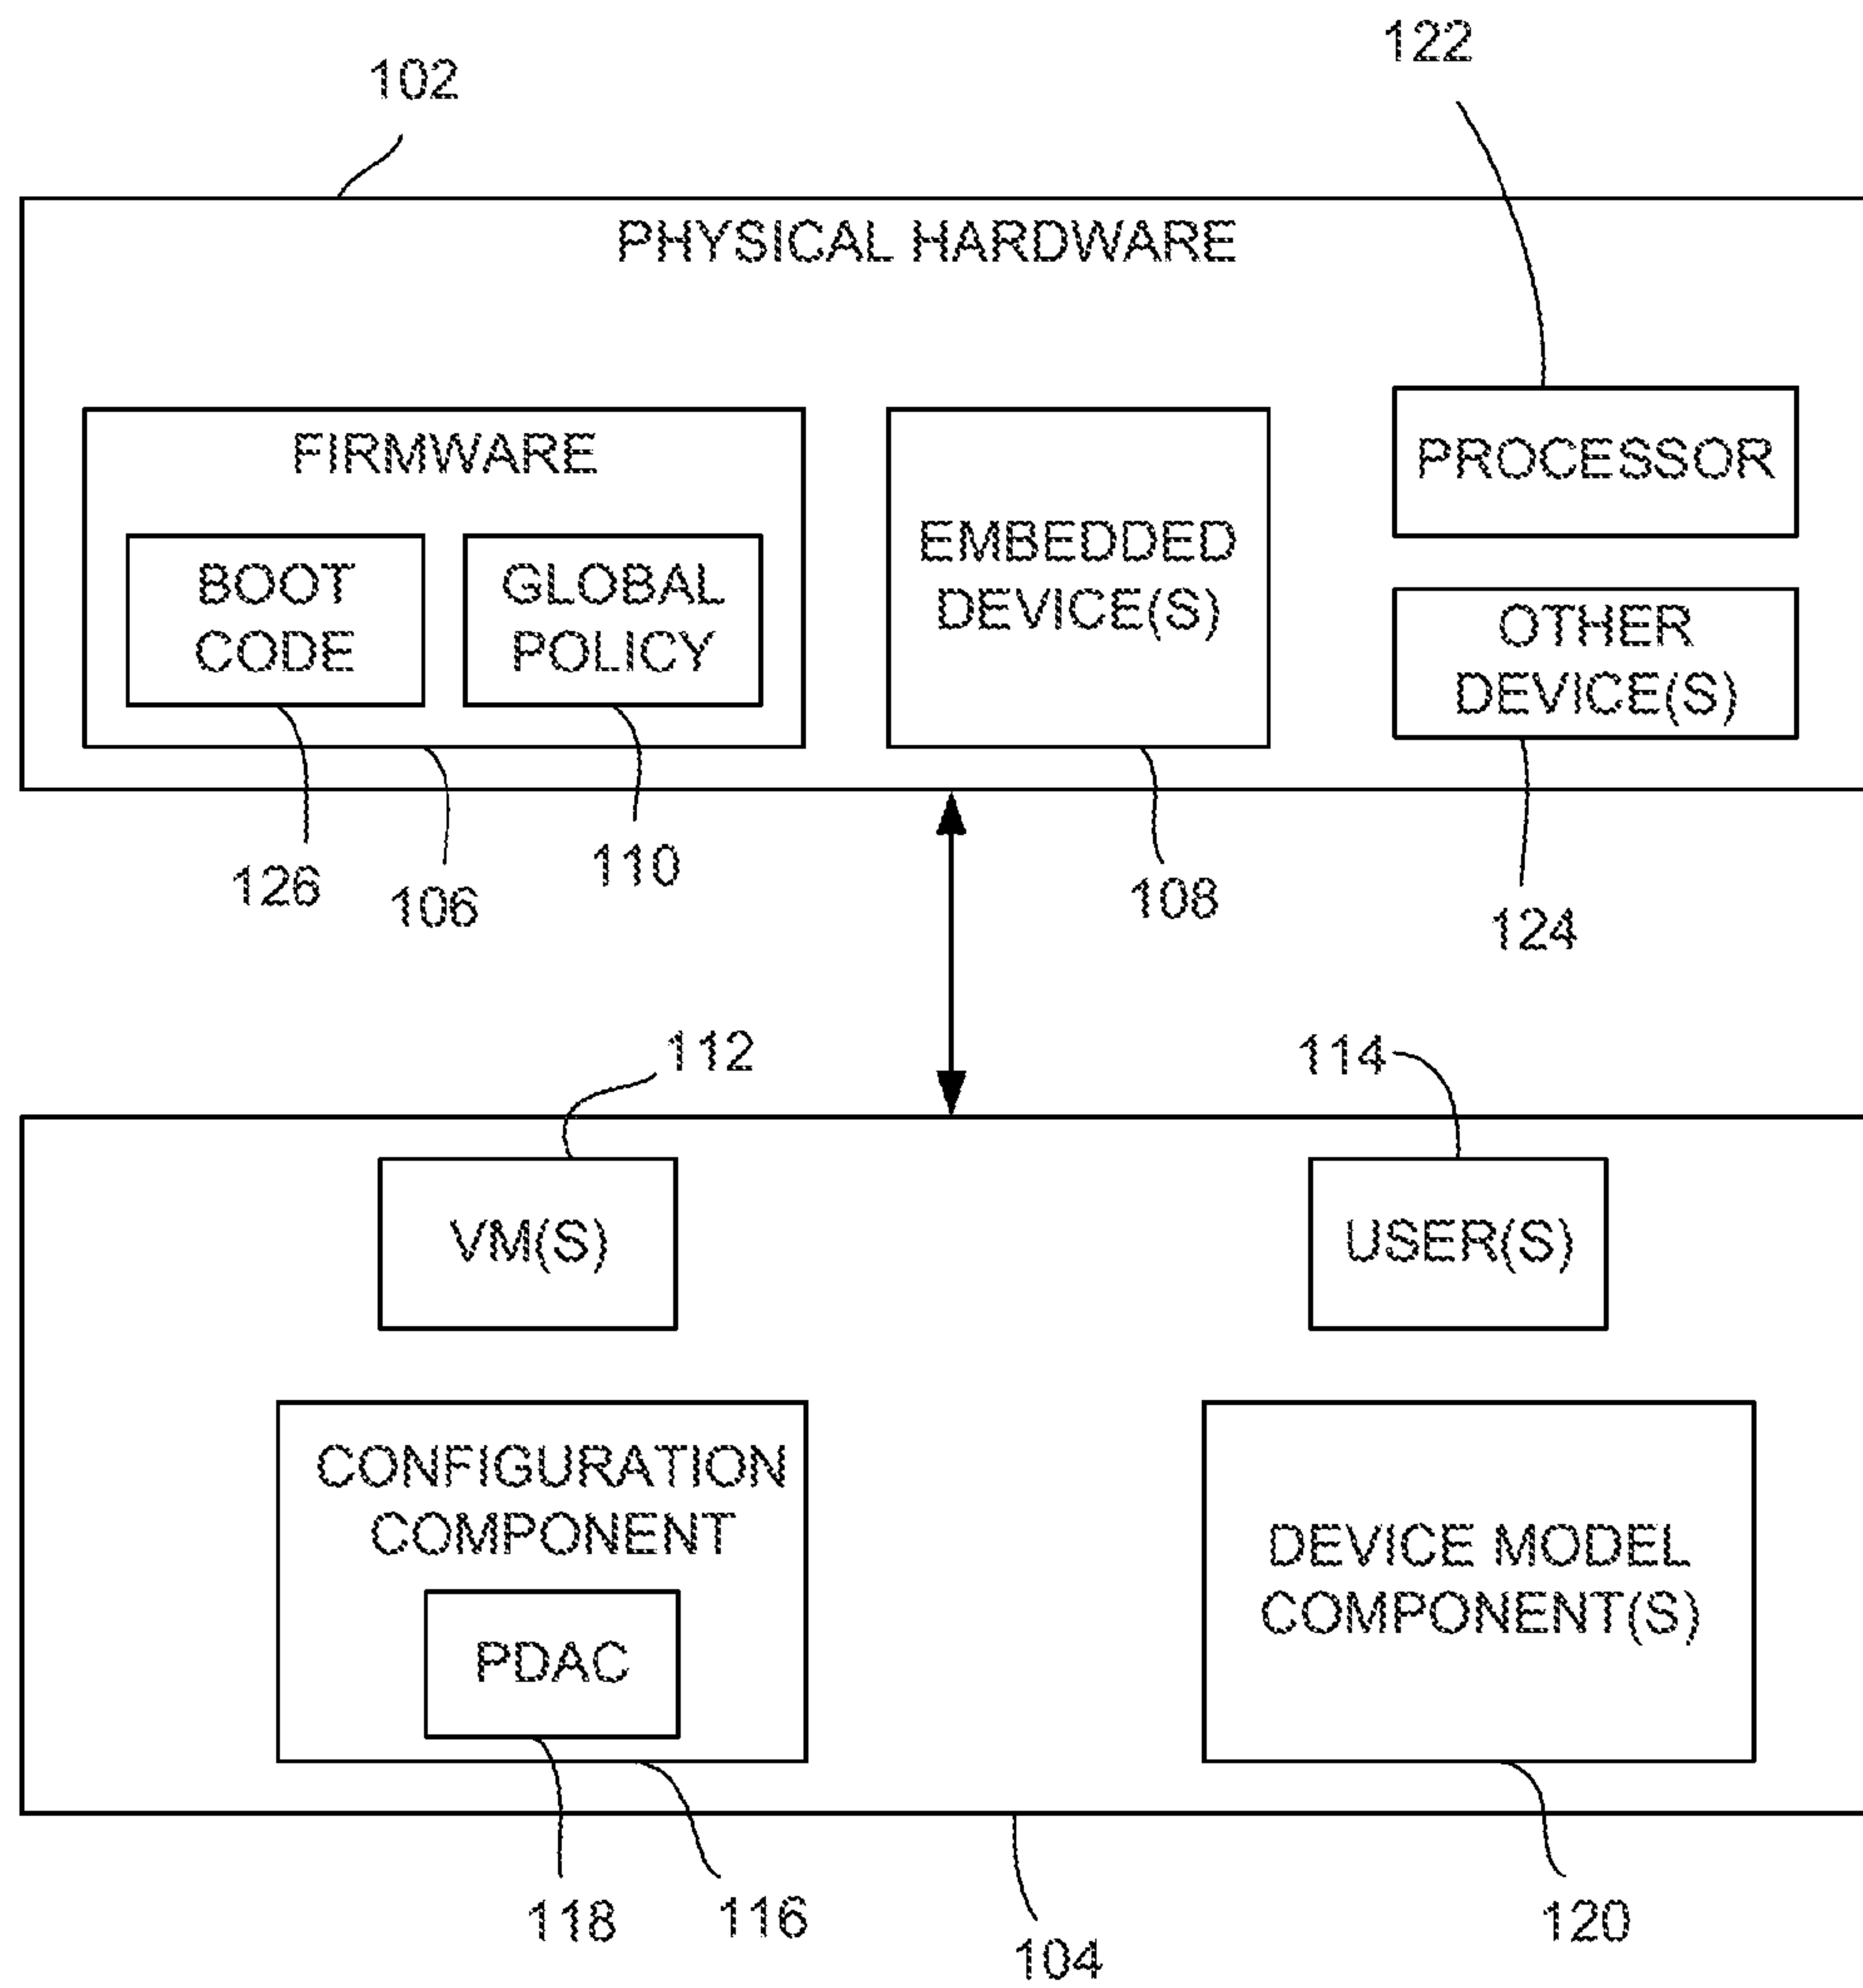 122
102
PHYSICAL HARDWARE
FIRMWARE
BOOT
CODE
GLOBAL
POLICY
EMBEDDED
DEVICE(S)
PROCESSOR
OTHER
DEVICE(S)
126
106
110
108
124
112
114
VM(S)
USER(S)
CONFIGURATION
COMPONENT
PDAC
DEVICE MODEL
COMPONENT(S)
118
116
104
120